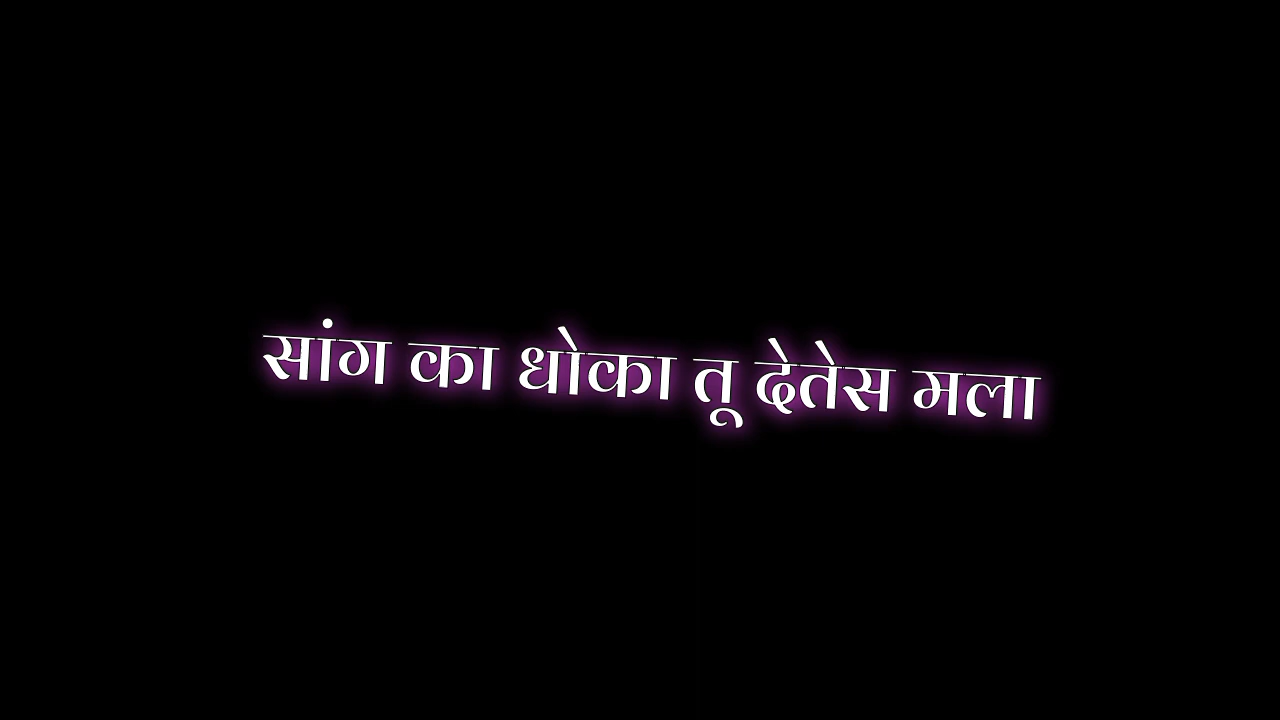 सांग का धोका तू देतेस मला